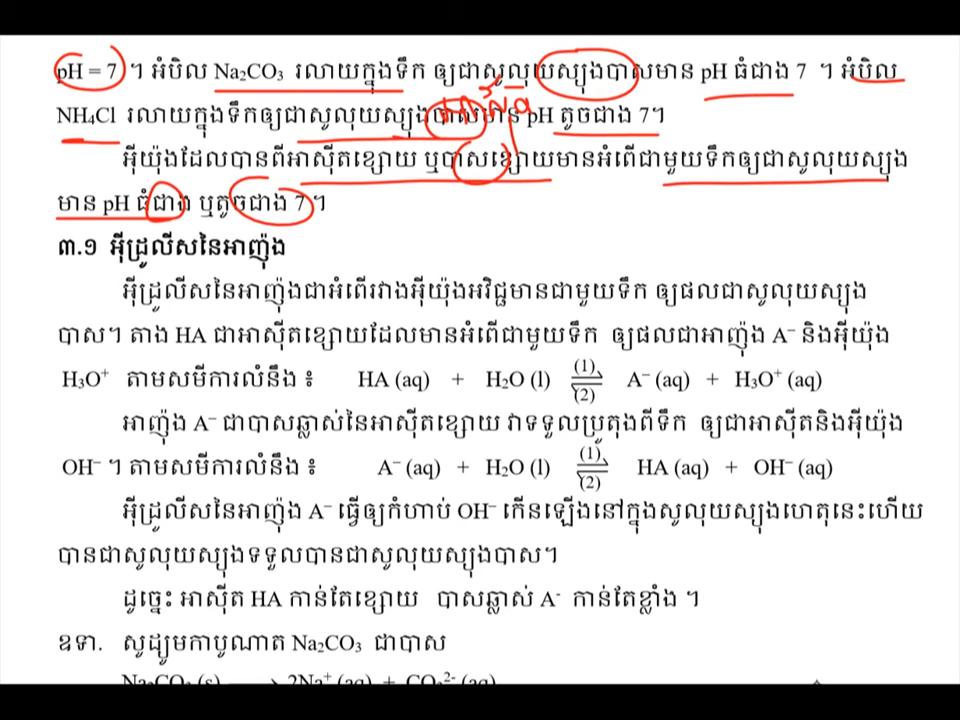 pH = 7 ។ អំបិល Na₂CO₃ រលាយក្នុងទឹក ឲ្យជាសូលុយស្យុងបាសមាន pH ធំជាង 7 ។ អំបិល
NH₄Cl រលាយក្នុងទឹកឲ្យជាសូលុយស្យុងបាសមាន pH តូចជាង 7។
អាស៊ីត
អ៊ីយ៉ុងដែលបានពីអាស៊ីតខ្សោយ ឬបាសខ្សោយមានអំពើជាមួយទឹកឲ្យជាសូលុយស្យុង
មាន pH ធំជាង ឬតូចជាង 7 ។
៣.១ អ៊ីដ្រូលីសនៃអាញ៉ុង
អ៊ីដ្រូលីសនៃអាញ៉ុងជាអំពើរវាងអ៊ីយ៉ុងអវិជ្ជមានជាមួយទឹក ឲ្យផលជាសូលុយស្យុង
បាស។ តាង HA ជាអាស៊ីតខ្សោយដែលមានអំពើជាមួយទឹក ឲ្យផលជាអាញ៉ុង A⁻ និងអ៊ីយ៉ុង
H₃O⁺ តាមសមីការលំនឹង ៖ HA (aq) + H₂O (l) (1) ⇌ (2) A⁻ (aq) + H₃O⁺ (aq)
អាញ៉ុង A⁻ ជាបាសឆ្លាស់នៃអាស៊ីតខ្សោយ វាទទួលប្រូតុងពីទឹក ឲ្យជាអាស៊ីតនិងអ៊ីយ៉ុង
OH⁻ ។ តាមសមីការលំនឹង ៖ A⁻ (aq) + H₂O (l) (1) ⇌ (2) HA (aq) + OH⁻ (aq)
អ៊ីដ្រូលីសនៃអាញ៉ុង A⁻ ធ្វើឲ្យកំហាប់ OH⁻ កើនឡើងនៅក្នុងសូលុយស្យុងហេតុនេះហើយ
បានជាសូលុយស្យុងទទួលបានជាសូលុយស្យុងបាស។
ដូច្នេះ អាស៊ីត HA កាន់តែខ្សោយ បាសឆ្លាស់ A⁻ កាន់តែខ្លាំង ។
ឧទា. សូដ្យូមកាបូណាត Na₂CO₃ ជាបាស
Na₂CO₃ (s) ⟶ 2Na⁺ (aq) + CO₃²⁻ (aq)